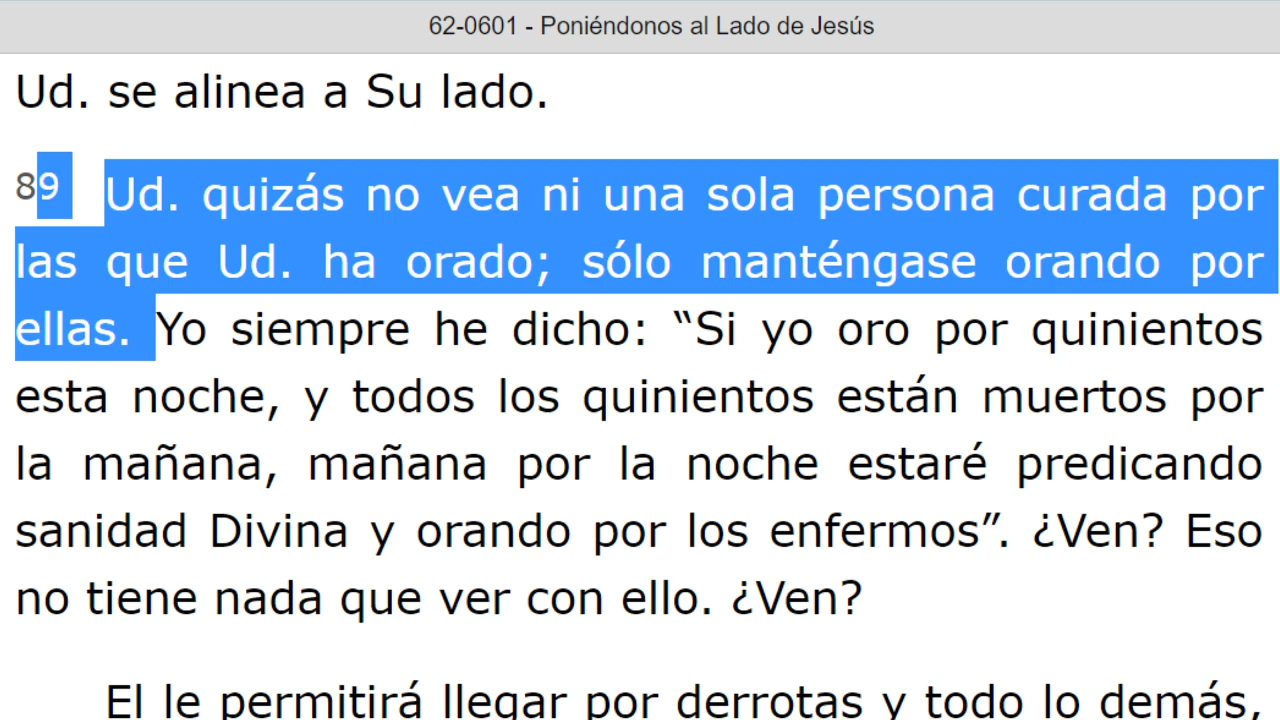 62-0601 - Poniéndonos al Lado de Jesús
Ud. se alinea a Su lado.
89 Ud. quizás no vea ni una sola persona curada por
las que Ud. ha orado; sólo manténgase orando por
ellas. Yo siempre he dicho: “Si yo oro por quinientos
esta noche, y todos los quinientos están muertos por
la mañana, mañana por la noche estaré predicando
sanidad Divina y orando por los enfermos”. ¿Ven? Eso
no tiene nada que ver con ello. ¿Ven?
El le permitirá llegar por derrotas y todo lo demás,